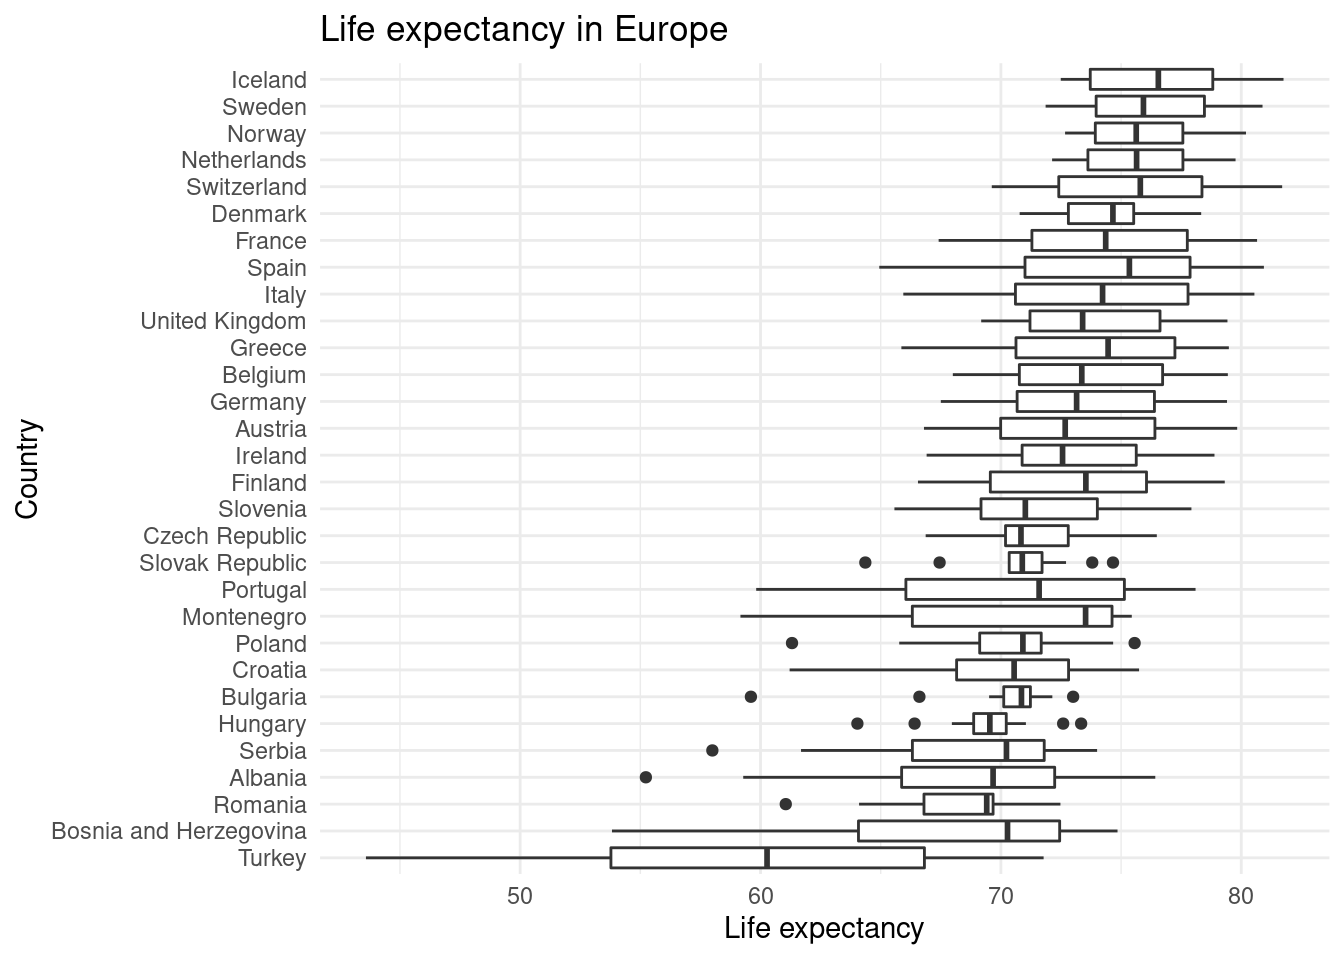 Life expectancy in Europe
Country
Iceland
Sweden
Norway
Netherlands
Switzerland
Denmark
France
Spain
Italy
United Kingdom
Greece
Belgium
Germany
Austria
Ireland
Finland
Slovenia
Czech Republic
Slovak Republic
Portugal
Montenegro
Poland
Croatia
Bulgaria
Hungary
Serbia
Albania
Romania
Bosnia and Herzegovina
Turkey
50 60 70 80
Life expectancy